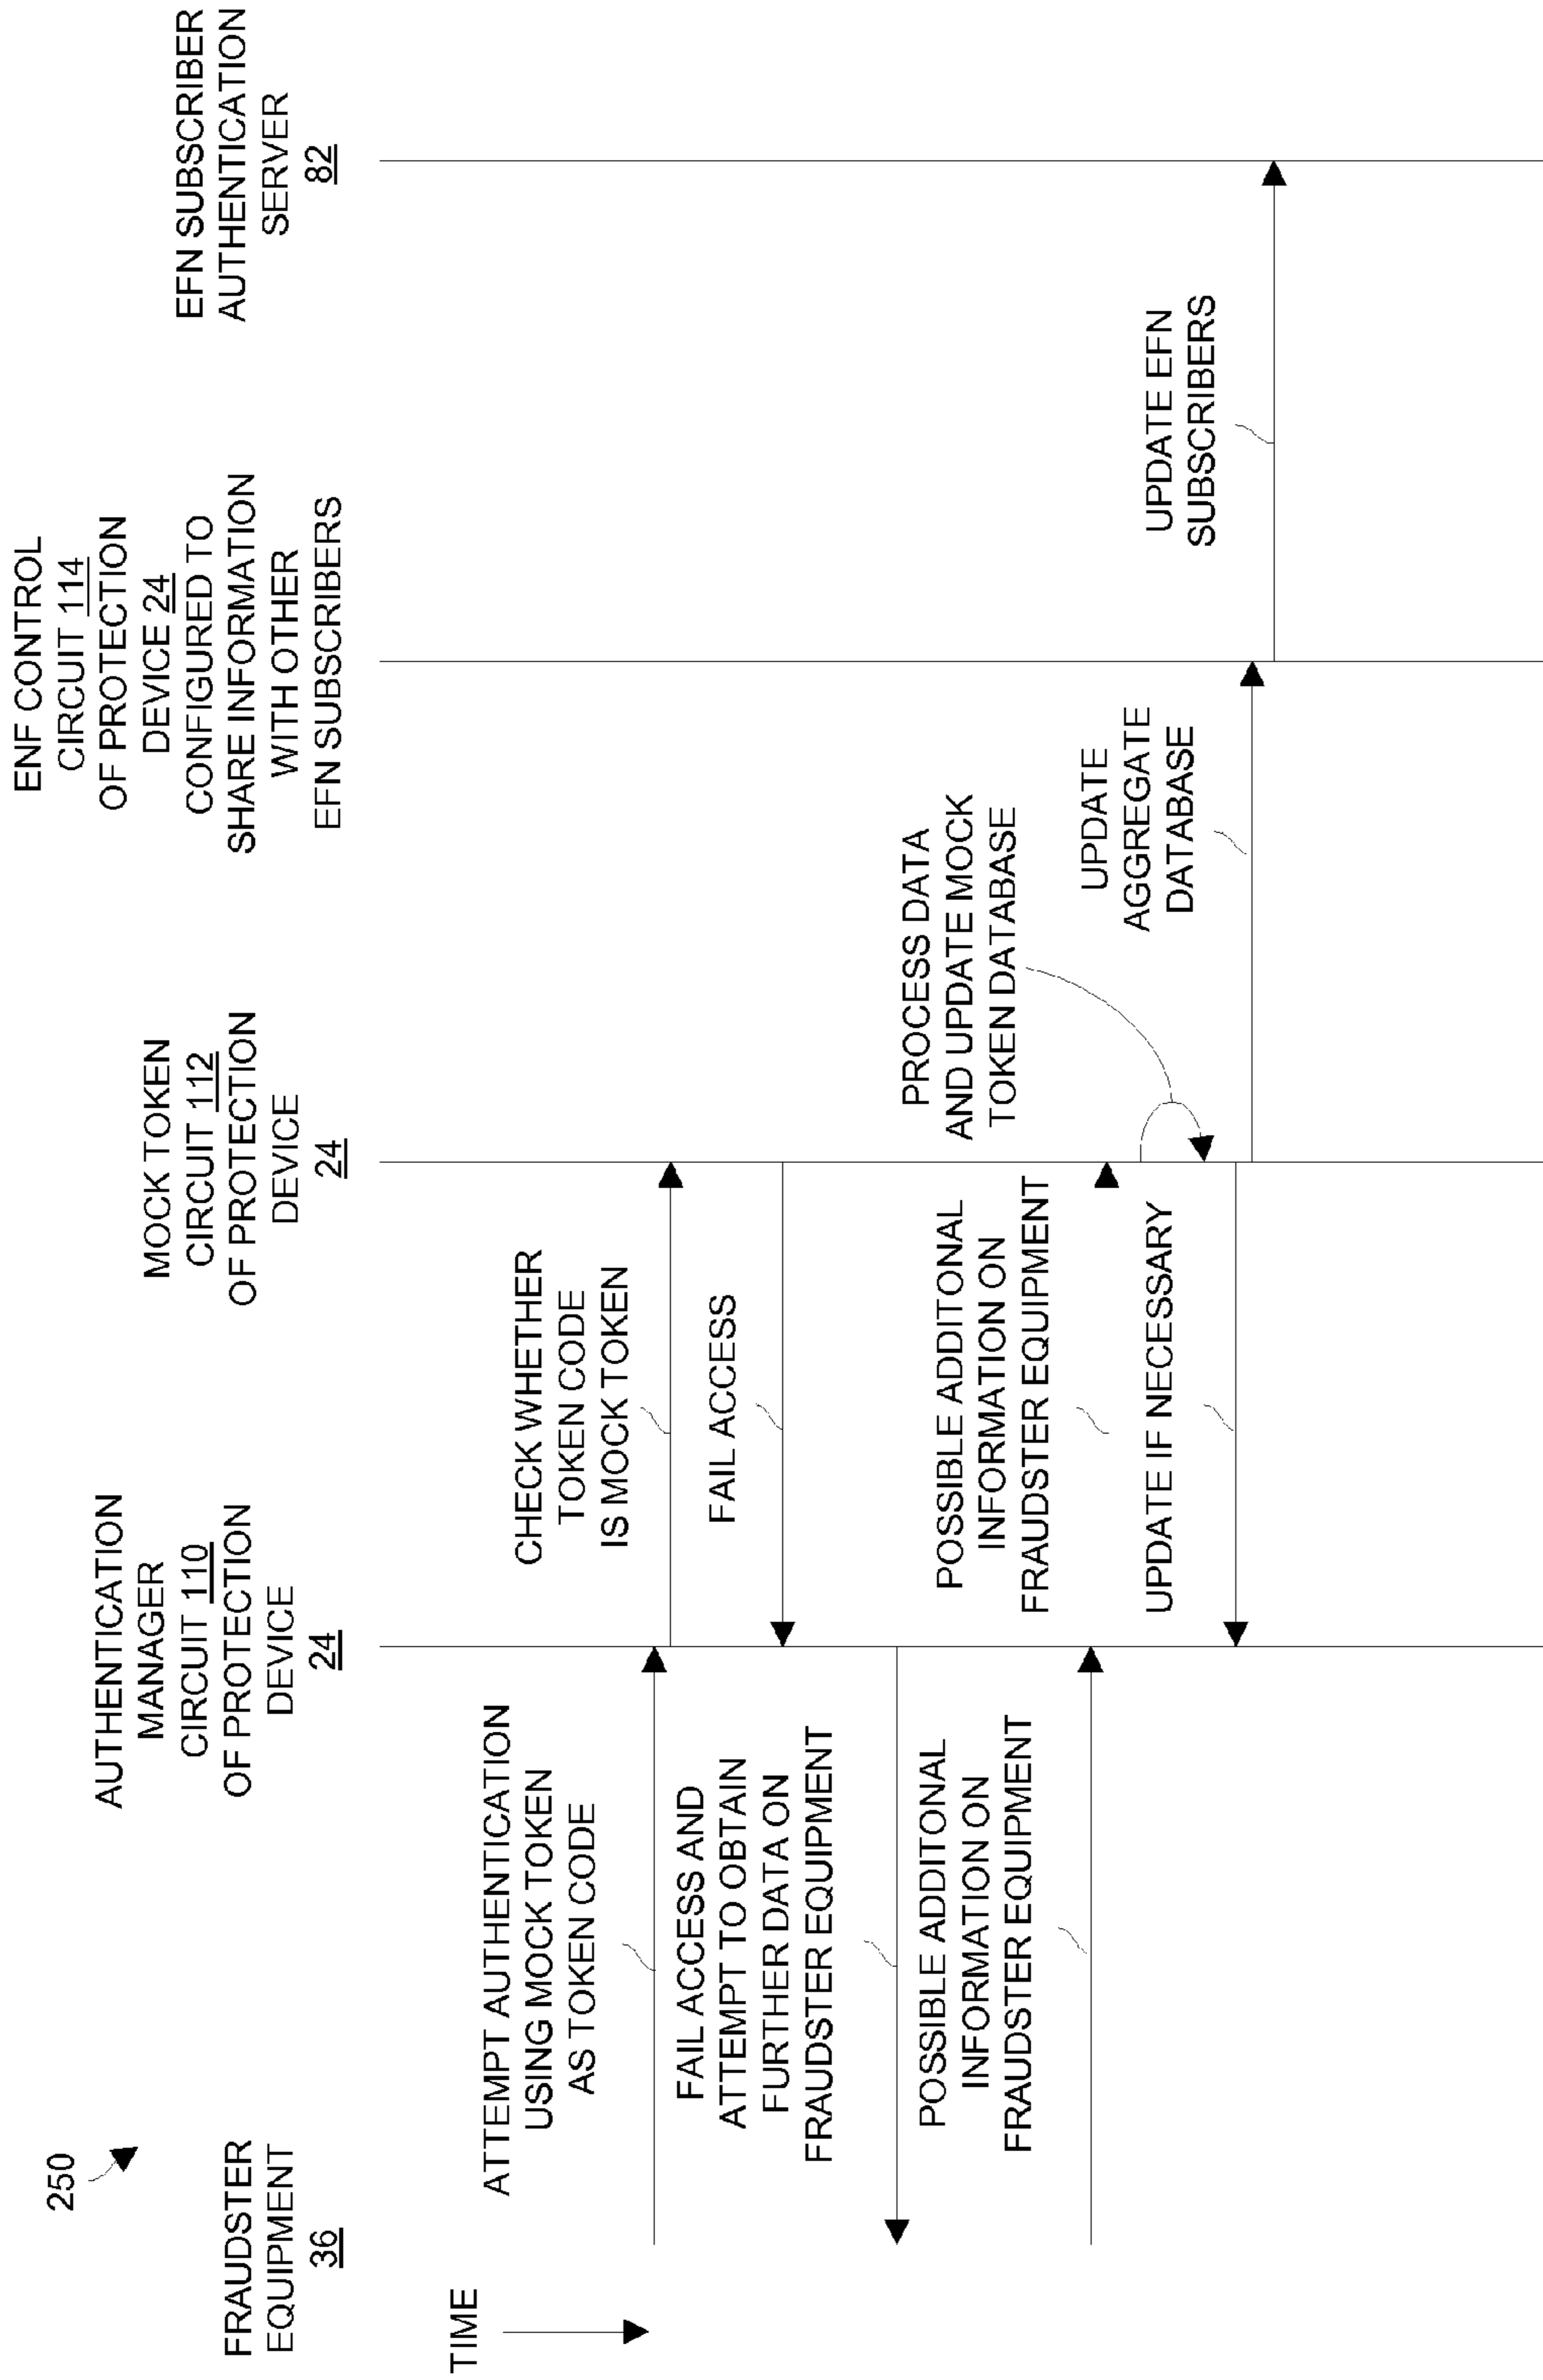 250
FRAUDSTER
EQUIPMENT
36
AUTHENTICATION
MANAGER
CIRCUIT 110
OF PROTECTION
DEVICE
24
MOCK TOKEN
CIRCUIT 112
OF PROTECTION
DEVICE
24
ENF CONTROL
CIRCUIT 114
OF PROTECTION
DEVICE 24
CONFIGURED TO
SHARE INFORMATION
WITH OTHER
EFN SUBSCRIBERS
EFN SUBSCRIBER
AUTHENTICATION
SERVER
82
TIME
ATTEMPT AUTHENTICATION
USING MOCK TOKEN
AS TOKEN CODE
CHECK WHETHER
TOKEN CODE
IS MOCK TOKEN
FAIL ACCESS
FAIL ACCESS AND
ATTEMPT TO OBTAIN
FURTHER DATA ON
FRAUDSTER EQUIPMENT
POSSIBLE ADDITONAL
INFORMATION ON
FRAUDSTER EQUIPMENT
POSSIBLE ADDITONAL
INFORMATION ON
FRAUDSTER EQUIPMENT
PROCESS DATA
AND UPDATE MOCK
TOKEN DATABASE
UPDATE IF NECESSARY
UPDATE
AGGREGATE
DATABASE
UPDATE EFN
SUBSCRIBERS